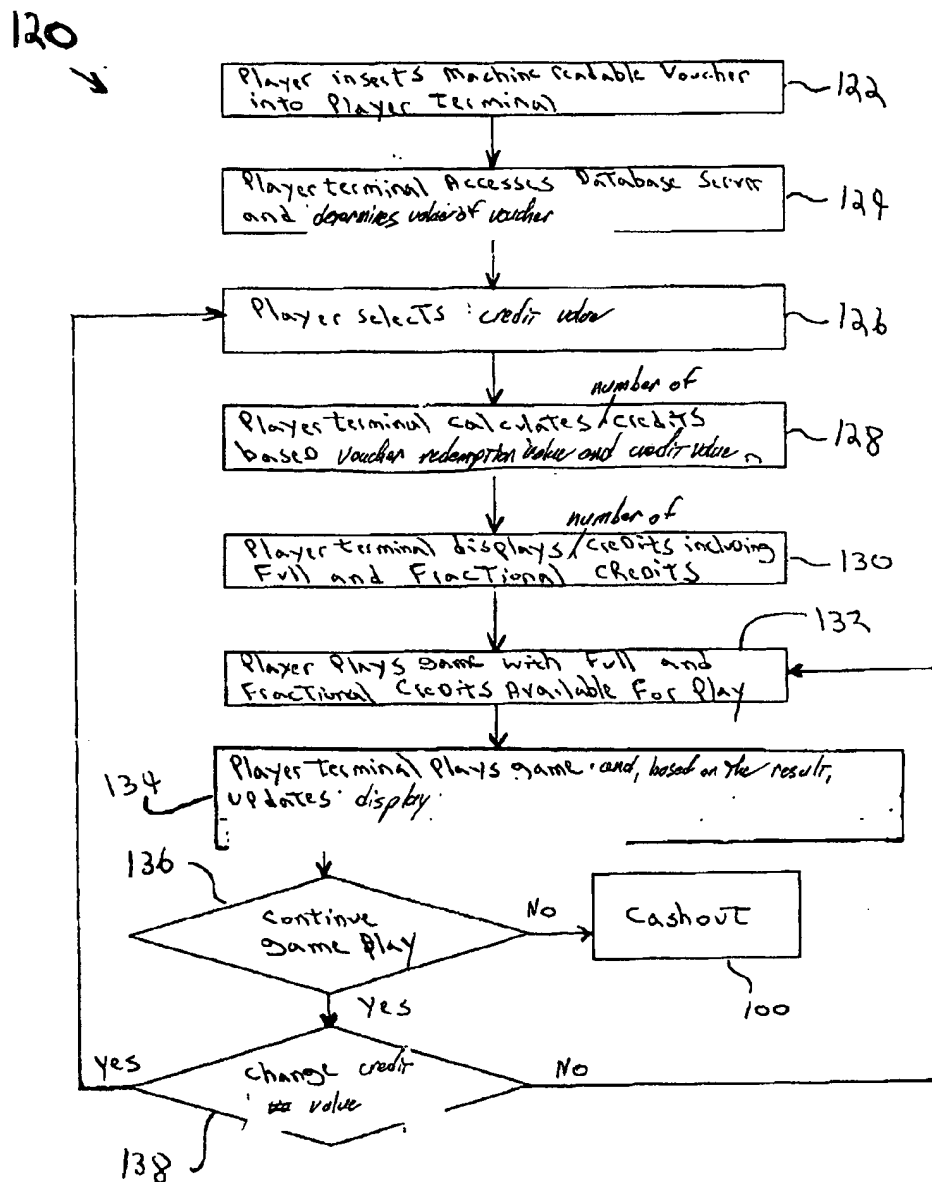 120
Player inserts Machine readable Voucher
into Player Terminal
122
Player terminal Accesses Database Server
and determines value of voucher
124
Player selects credit value
126
number of
Player terminal calculates credits
based voucher redemption value and credit value
128
number of
Player terminal displays credits including
Full and Fractional Credits
130
132
Player Plays game with Full and
Fractional Credits Available For Play
134
Player terminal Plays game and, based on the result,
updates display
136
continue
game Play
No
Cashout
100
Yes
Yes
change credit
value
No
138